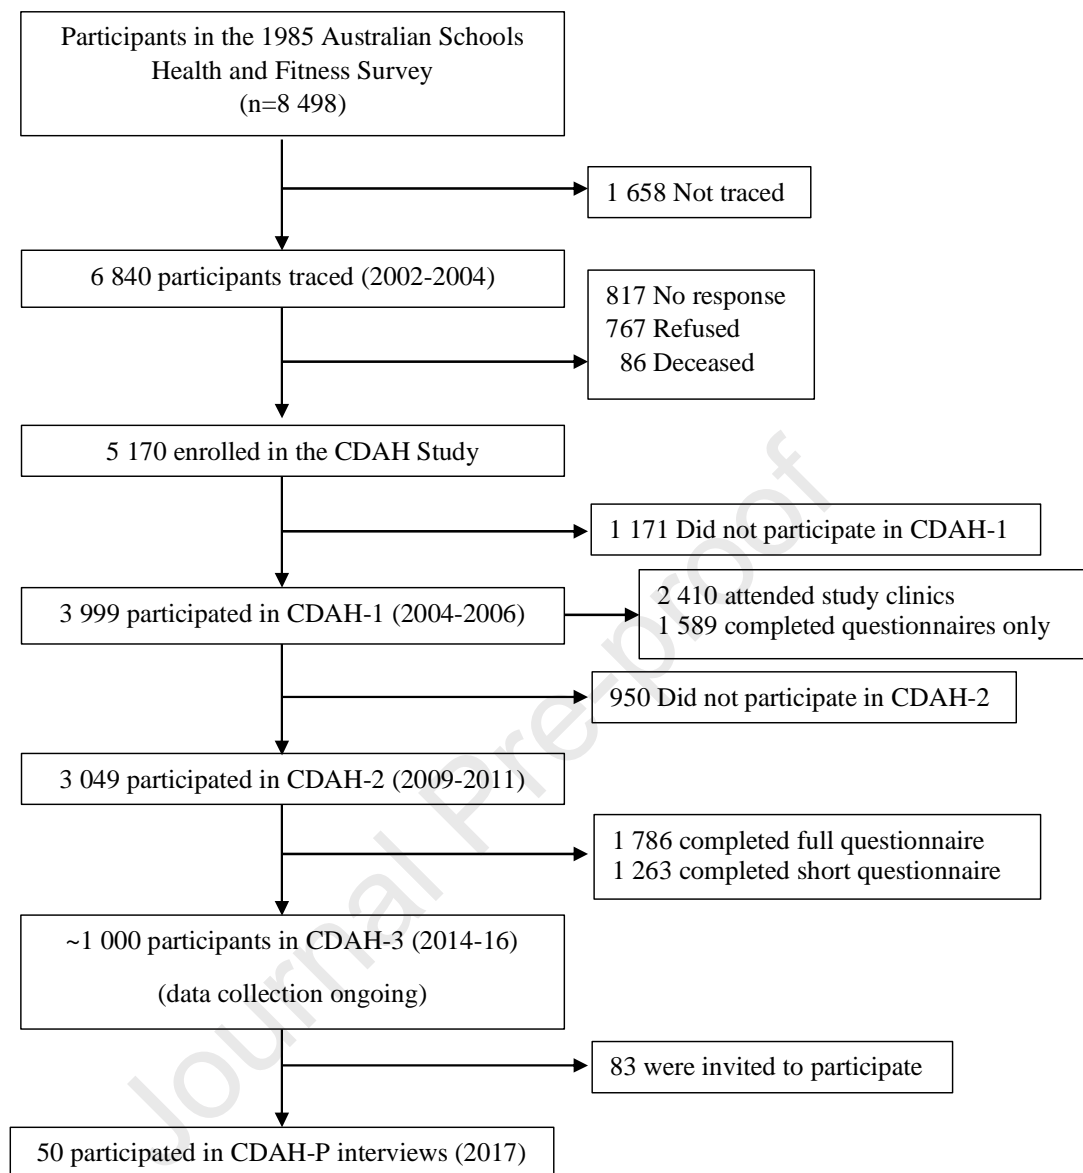 Participants in the 1985 Australian Schools
Health and Fitness Survey
(n=8 498)
1 658 Not traced
6 840 participants traced (2002-2004)
817 No response
767 Refused
86 Deceased
5 170 enrolled in the CDAH Study
1 171 Did not participate in CDAH-1
3 999 participated in CDAH-1 (2004-2006)
2 410 attended study clinics
1 589 completed questionnaires only
950 Did not participate in CDAH-2
3 049 participated in CDAH-2 (2009-2011)
1 786 completed full questionnaire
1 263 completed short questionnaire
~1 000 participants in CDAH-3 (2014-16)
(data collection ongoing)
83 were invited to participate
50 participated in CDAH-P interviews (2017)
Journal Pre-proof